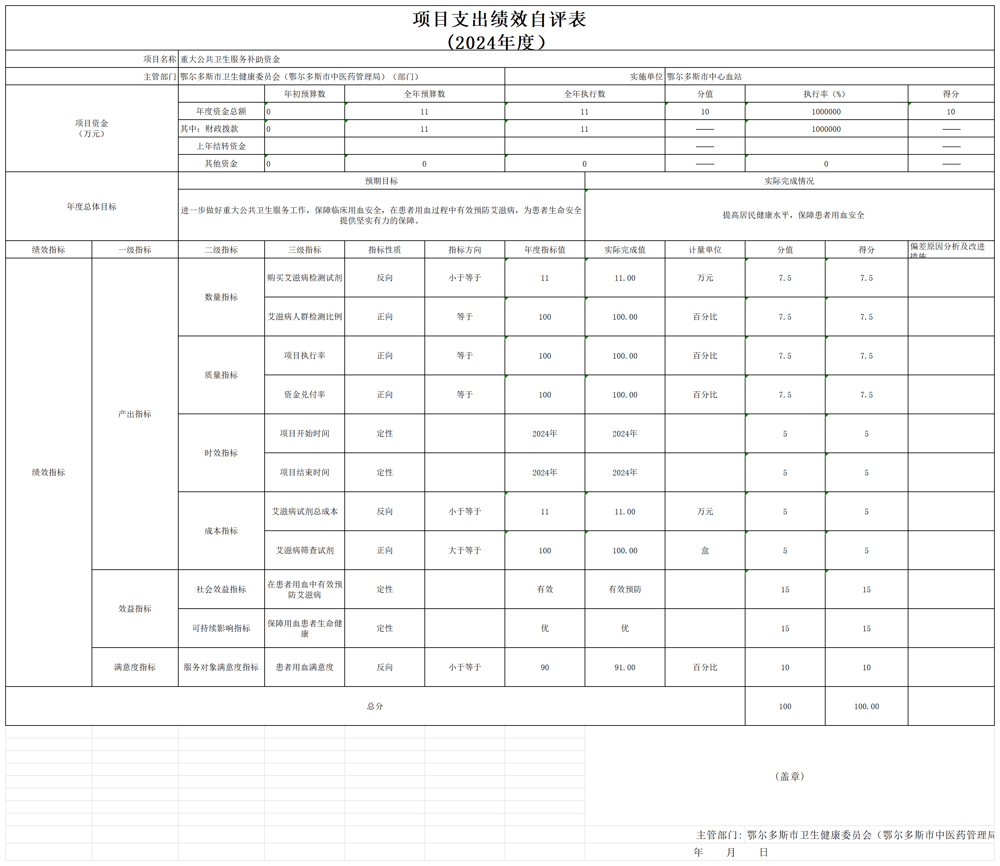 项目支出绩效自评表
(2024年度)
项目名称 重大公共卫生服务补助资金
主管部门 鄂尔多斯市卫生健康委员会（鄂尔多斯市中医药管理局）（部门） 实施单位 鄂尔多斯市中心血站
项目资金
（万元）
年初预算数 全年预算数 全年执行数 分值 执行率（%） 得分
年度资金总额 0 11 11 10 1000000 10
其中：财政拨款 0 11 11 —— 1000000 ——
上年结转资金 —— ——
其他资金 0 0 0 —— 0 ——
年度总体目标
预期目标 实际完成情况
进一步做好重大公共卫生服务工作，保障临床用血安全，在患者用血过程中有效预防艾滋病，为患者生命安全
提供坚实有力的保障。
提高居民健康水平，保障患者用血安全
绩效指标 一级指标 二级指标 三级指标 指标性质 指标方向 年度指标值 实际完成值 计量单位 分值 得分 偏差原因分析及改进
措施
绩效指标
产出指标
数量指标
购买艾滋病检测试剂 反向 小于等于 11 11.00 万元 7.5 7.5
艾滋病人群检测比例 正向 等于 100 100.00 百分比 7.5 7.5
质量指标
项目执行率 正向 等于 100 100.00 百分比 7.5 7.5
资金兑付率 正向 等于 100 100.00 百分比 7.5 7.5
时效指标
项目开始时间 定性 2024年 2024年 5 5
项目结束时间 定性 2024年 2024年 5 5
成本指标
艾滋病试剂总成本 反向 小于等于 11 11.00 万元 5 5
艾滋病筛查试剂 正向 大于等于 100 100.00 盒 5 5
效益指标
社会效益指标 在患者用血中有效预
防艾滋病 定性 有效 有效预防 15 15
可持续影响指标 保障用血患者生命健
康 定性 优 优 15 15
满意度指标 服务对象满意度指标 患者用血满意度 反向 小于等于 90 91.00 百分比 10 10
总分 100 100.00
（盖章）
主管部门: 鄂尔多斯市卫生健康委员会（鄂尔多斯市中医药管理局
年 月 日